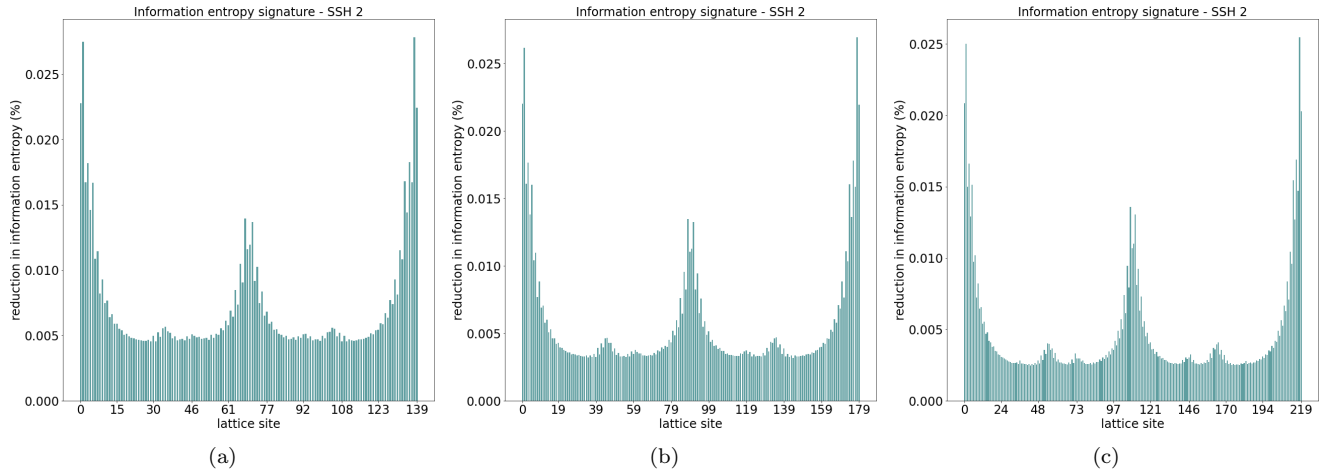 Information entropy signature - SSH 2
reduction in information entropy (%)
0.025
0.020
0.015
0.010
0.005
0.000
0 15 30 46 61 77 92 108 123 139
lattice site
(a)
Information entropy signature - SSH 2
reduction in information entropy (%)
0.025
0.020
0.015
0.010
0.005
0.000
0 19 39 59 79 99 119 139 159 179
lattice site
(b)
Information entropy signature - SSH 2
reduction in information entropy (%)
0.025
0.020
0.015
0.010
0.005
0.000
0 24 48 73 97 121 146 170 194 219
lattice site
(c)